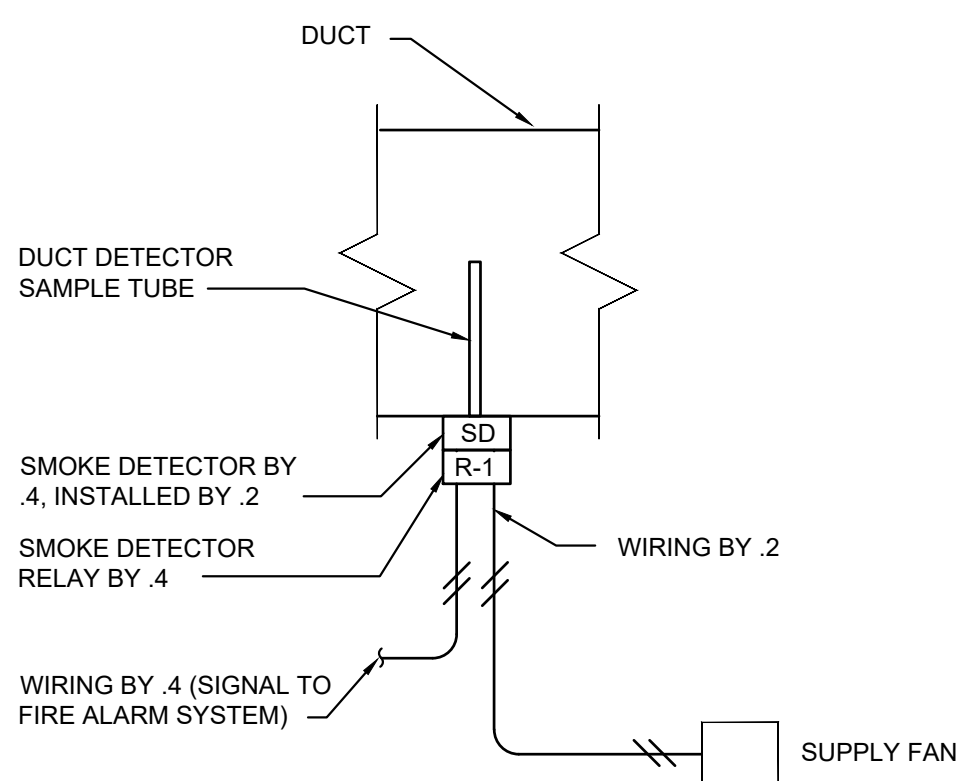 DUCT
DUCT DETECTOR
SAMPLE TUBE
SD
R-1
SMOKE DETECTOR BY
.4, INSTALLED BY .2
SMOKE DETECTOR
RELAY BY .4
WIRING BY .2
WIRING BY .4 (SIGNAL TO
FIRE ALARM SYSTEM)
SUPPLY FAN